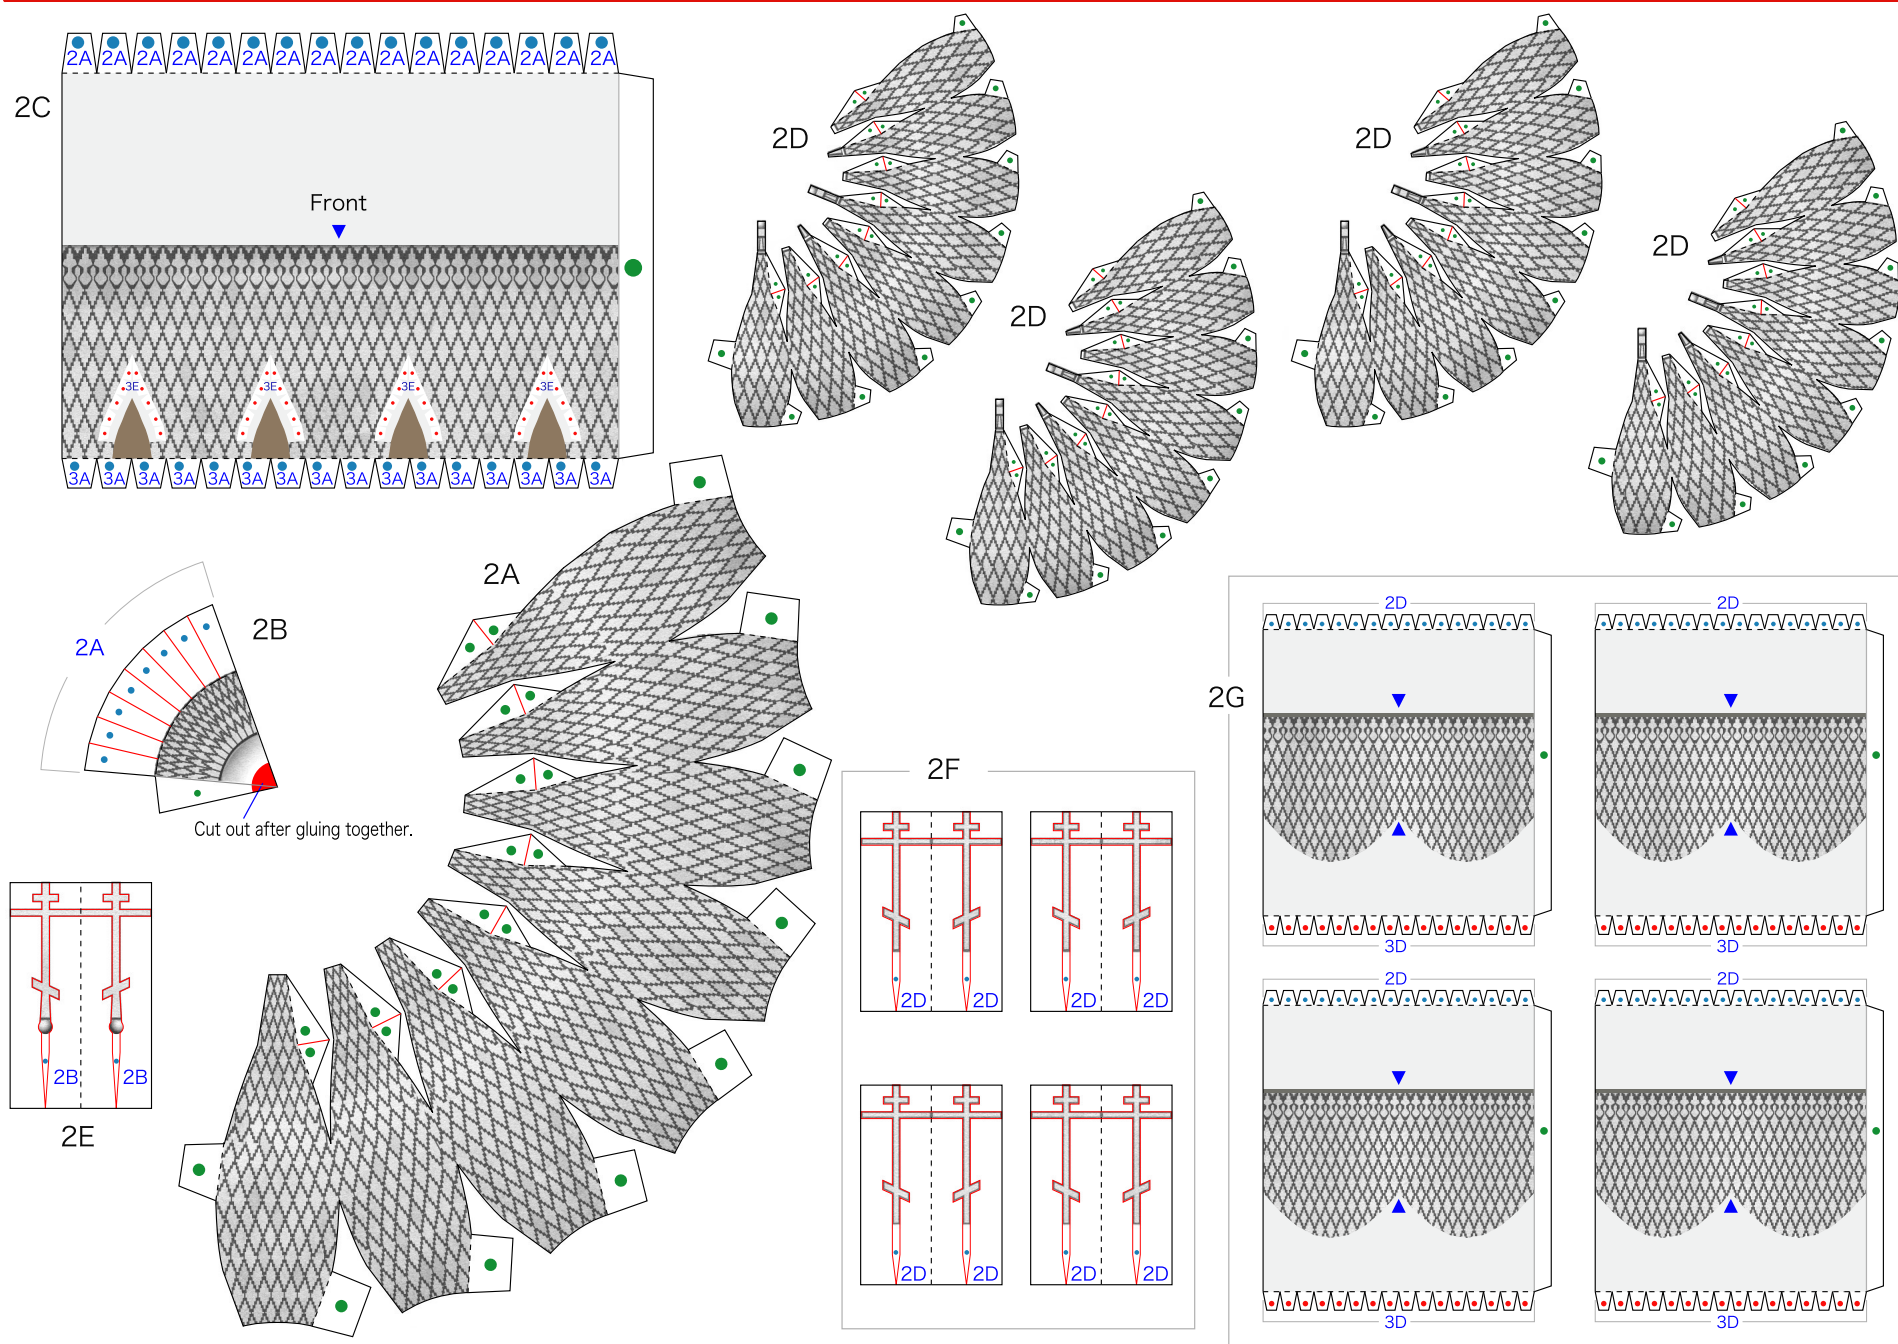 2A 2A 2A 2A 2A 2A 2A 2A 2A 2A 2A 2A 2A 2A 2A 2A
2C
Front
3E 3E 3E 3E
3A 3A 3A 3A 3A 3A 3A 3A 3A 3A 3A 3A 3A 3A 3A 3A
2D
2D
2D
2D
2A
2B
2A
Cut out after gluing together.
2B 2B
2E
2F
2D 2D 2D 2D
2D 2D 2D 2D
2G
2D 2D
3D 3D
2D 2D
3D 3D